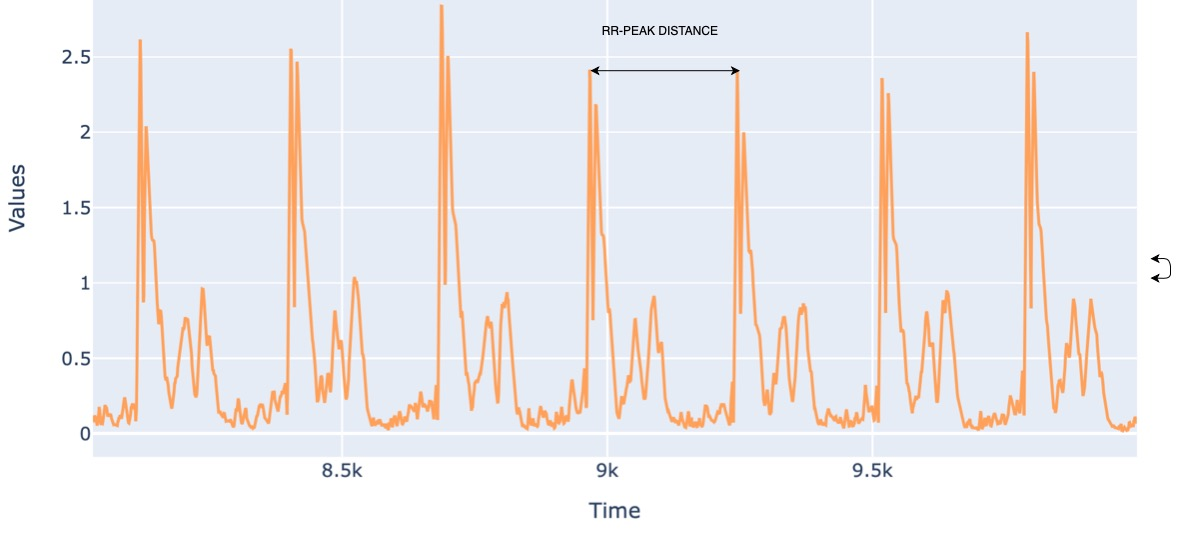 RR-PEAK DISTANCE
2.5
2
1.5
1
0.5
0
Values
8.5k
9k
9.5k
Time